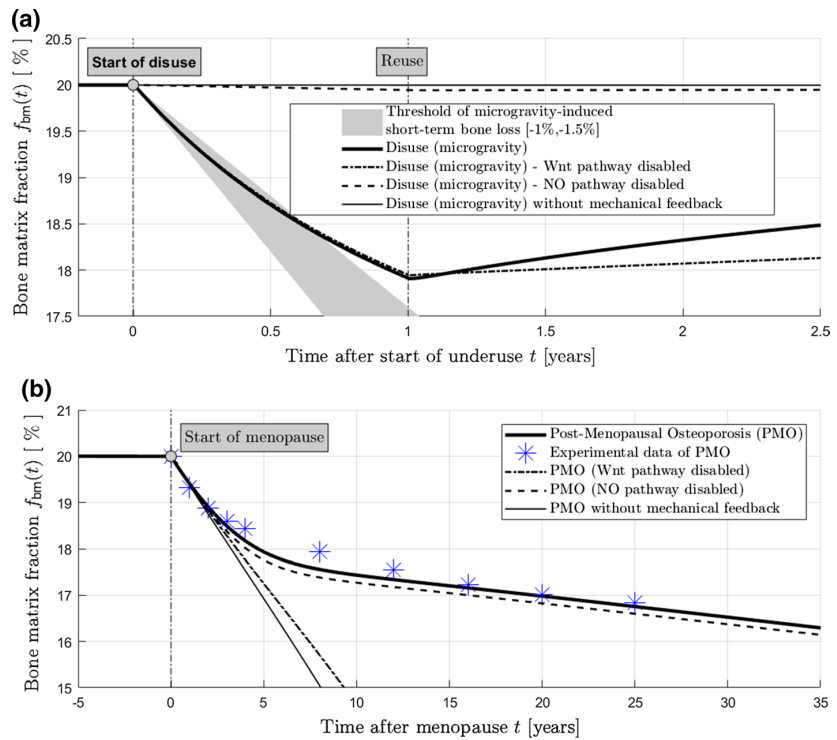 (a)
Bone matrix fraction fbm(t) [ % ]
20.5
20
19.5
19
18.5
18
17.5
Start of disuse
Reuse
Threshold of microgravity-induced
short-term bone loss [-1%,-1.5%]
Disuse (microgravity)
Disuse (microgravity) - Wnt pathway disabled
Disuse (microgravity) - NO pathway disabled
Disuse (microgravity) without mechanical feedback
0
0.5
1
1.5
2
2.5
Time after start of underuse t [years]
(b)
Bone matrix fraction fbm(t) [ % ]
21
20
19
18
17
16
15
Start of menopause
Post-Menopausal Osteoporosis (PMO)
Experimental data of PMO
PMO (Wnt pathway disabled)
PMO (NO pathway disabled)
PMO without mechanical feedback
-5
0
5
10
15
20
25
30
35
Time after menopause t [years]